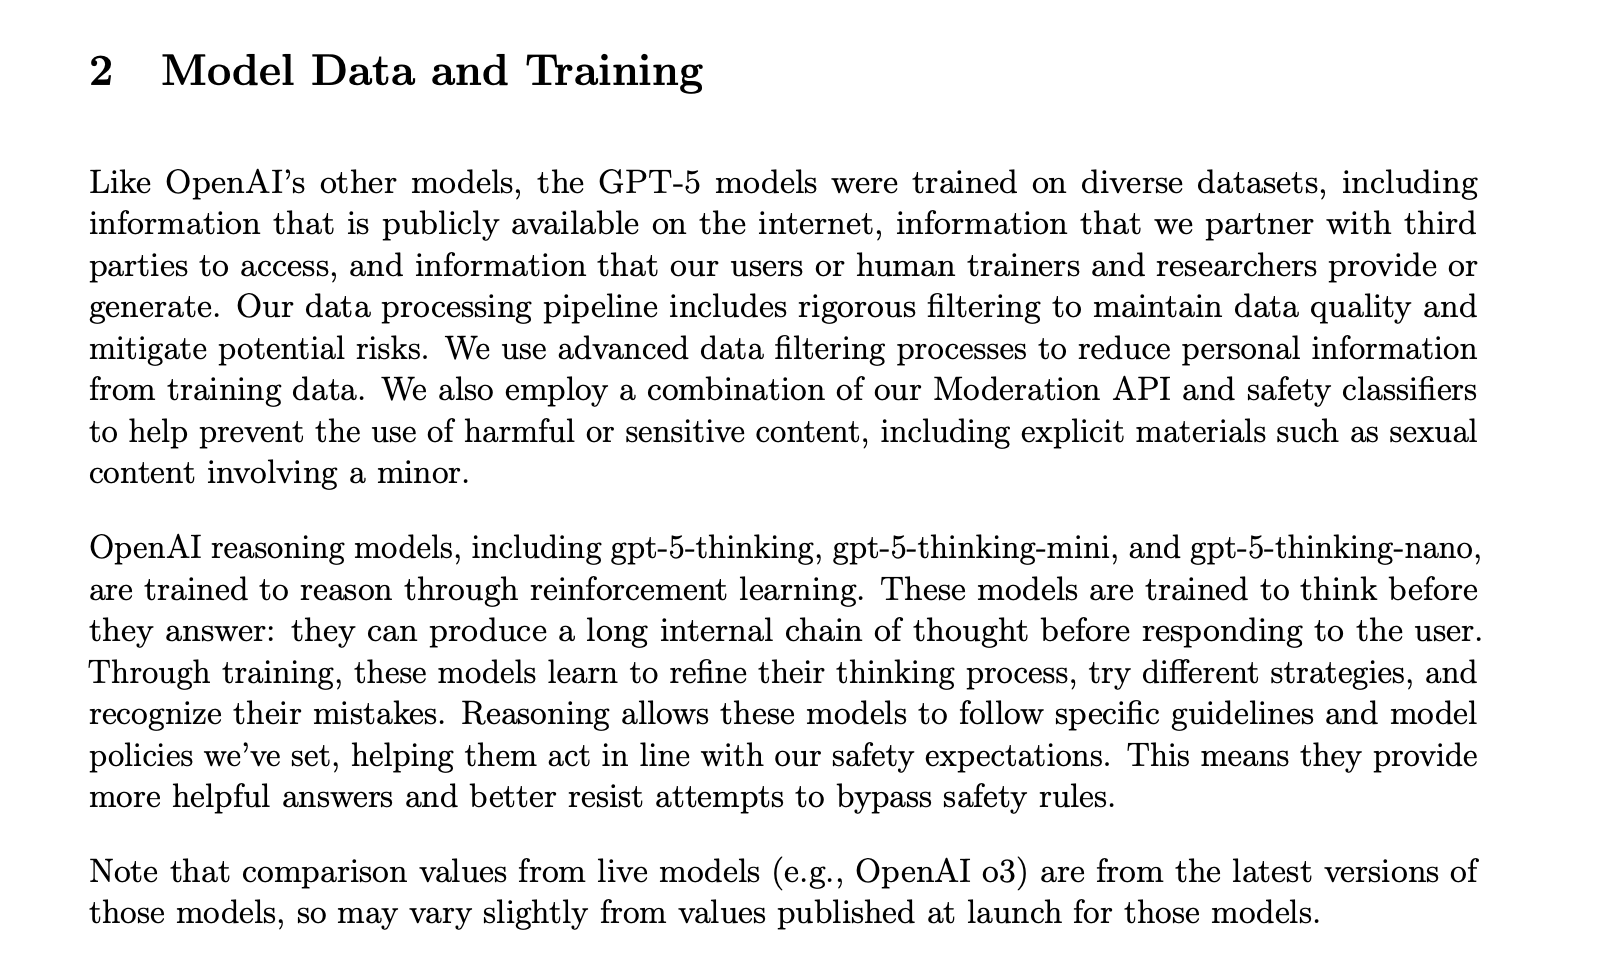 2 Model Data and Training
Like OpenAI’s other models, the GPT-5 models were trained on diverse datasets, including
information that is publicly available on the internet, information that we partner with third
parties to access, and information that our users or human trainers and researchers provide or
generate. Our data processing pipeline includes rigorous filtering to maintain data quality and
mitigate potential risks. We use advanced data filtering processes to reduce personal information
from training data. We also employ a combination of our Moderation API and safety classifiers
to help prevent the use of harmful or sensitive content, including explicit materials such as sexual
content involving a minor.
OpenAI reasoning models, including gpt-5-thinking, gpt-5-thinking-mini, and gpt-5-thinking-nano,
are trained to reason through reinforcement learning. These models are trained to think before
they answer: they can produce a long internal chain of thought before responding to the user.
Through training, these models learn to refine their thinking process, try different strategies, and
recognize their mistakes. Reasoning allows these models to follow specific guidelines and model
policies we’ve set, helping them act in line with our safety expectations. This means they provide
more helpful answers and better resist attempts to bypass safety rules.
Note that comparison values from live models (e.g., OpenAI o3) are from the latest versions of
those models, so may vary slightly from values published at launch for those models.